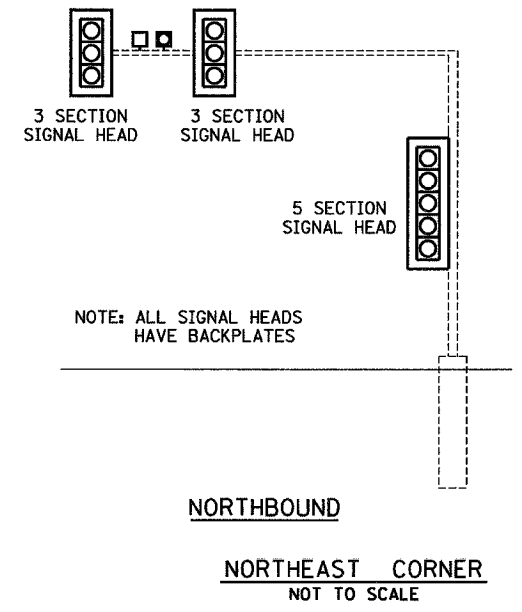 3 SECTION
SIGNAL HEAD
3 SECTION
SIGNAL HEAD
5 SECTION
SIGNAL HEAD
NOTE: ALL SIGNAL HEADS
HAVE BACKPLATES
NORTHBOUND
NORTHEAST CORNER
NOT TO SCALE